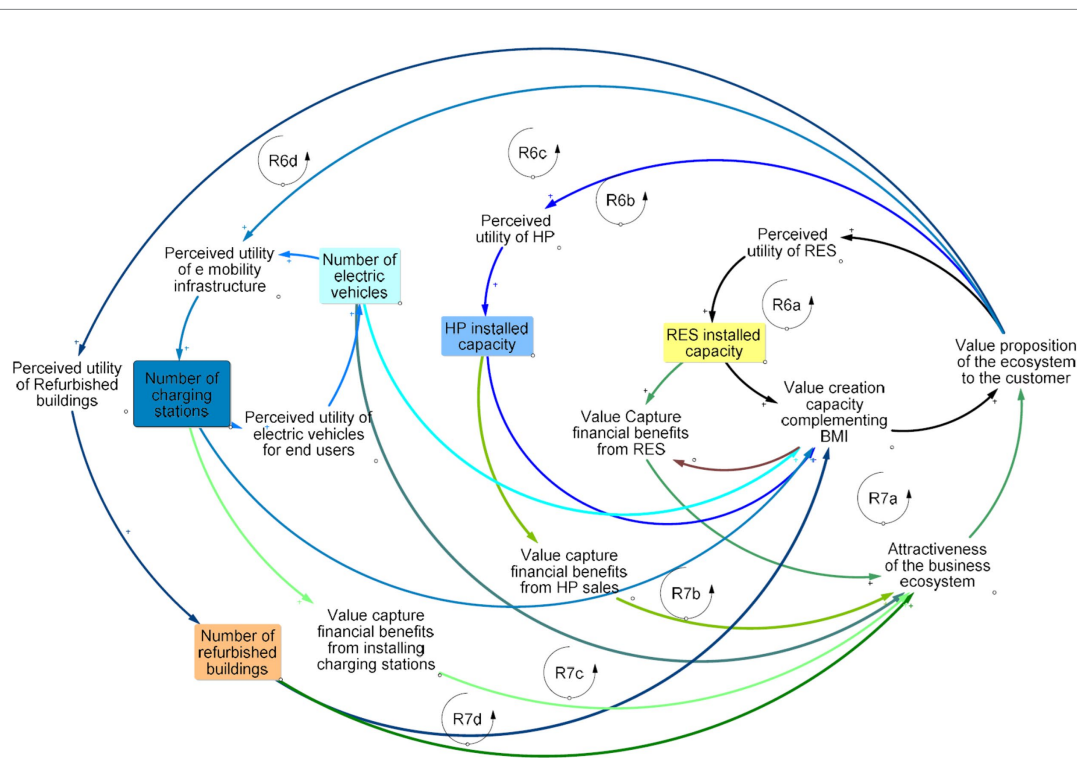 R6d
R6c
R6b
Perceived
utility of HP
Perceived
utility of RES
Perceived utility
of e mobility
infrastructure
Number of
electric
vehicles
R6a
HP installed
capacity
RES installed
capacity
Value proposition
of the ecosystem
to the customer
Perceived utility
of Refurbished
buildings
Number of
charging
stations
Perceived utility of
electric vehicles
for end users
Value Capture
financial benefits
from RES
Value creation
capacity
complementing
BMI
R7a
Value capture
financial benefits
from HP sales
Attractiveness
of the business
ecosystem
R7b
Value capture
financial benefits
from installing
charging stations
Number of
refurbished
buildings
R7c
R7d